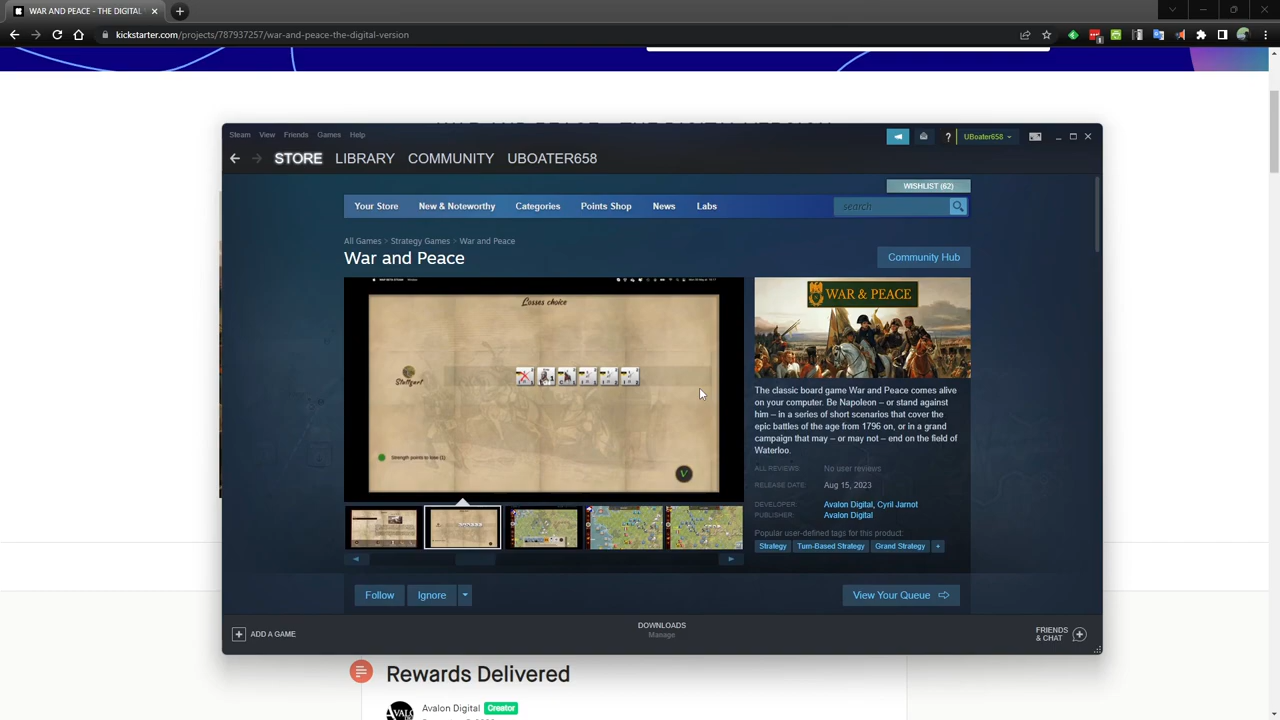 WAR AND PEACE - THE DIGITAL VE
kickstarter.com/projects/787937257/war-and-peace-the-digital-version
Steam View Friends Games Help
UBoater658
STORE LIBRARY COMMUNITY UBOATER658
WISHLIST (62)
Your Store New & Noteworthy Categories Points Shop News Labs
search
All Games > Strategy Games > War and Peace
War and Peace
Community Hub
Losses choice
Stuttgart
Strength points to lose (1)
WAR & PEACE
The classic board game War and Peace comes alive
on your computer. Be Napoleon – or stand against
him – in a series of short scenarios that cover the
epic battles of the age from 1796 on, or in a grand
campaign that may – or may not – end on the field of
Waterloo.
ALL REVIEWS: No user reviews
RELEASE DATE: Aug 15, 2023
DEVELOPER: Avalon Digital, Cyril Jarnot
PUBLISHER: Avalon Digital
Popular user-defined tags for this product:
Strategy Turn-Based Strategy Grand Strategy +
Follow Ignore
View Your Queue
ADD A GAME
DOWNLOADS
Manage
FRIENDS
& CHAT
Rewards Delivered
Avalon Digital Creator